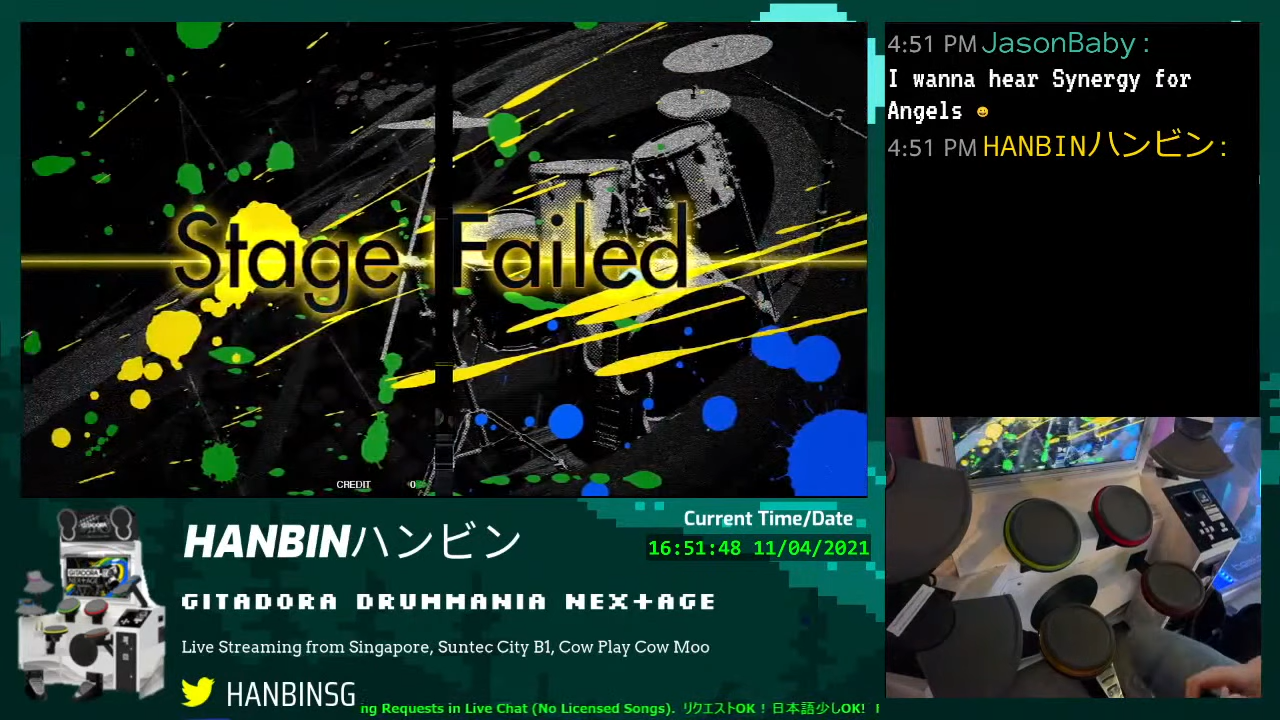 Stage Failed
CREDIT 0
4:51 PM JasonBaby :
I wanna hear Synergy for
Angels
4:51 PM HANBINハンビン :
HANBINハンビン
Current Time/Date
16:51:48 11/04/2021
GITADORA DRUMMANIA NEX+AGE
Live Streaming from Singapore, Suntec City B1, Cow Play Cow Moo
HANBINSG
ng Requests in Live Chat (No Licensed Songs). リクエストOK！日本語少しOK!